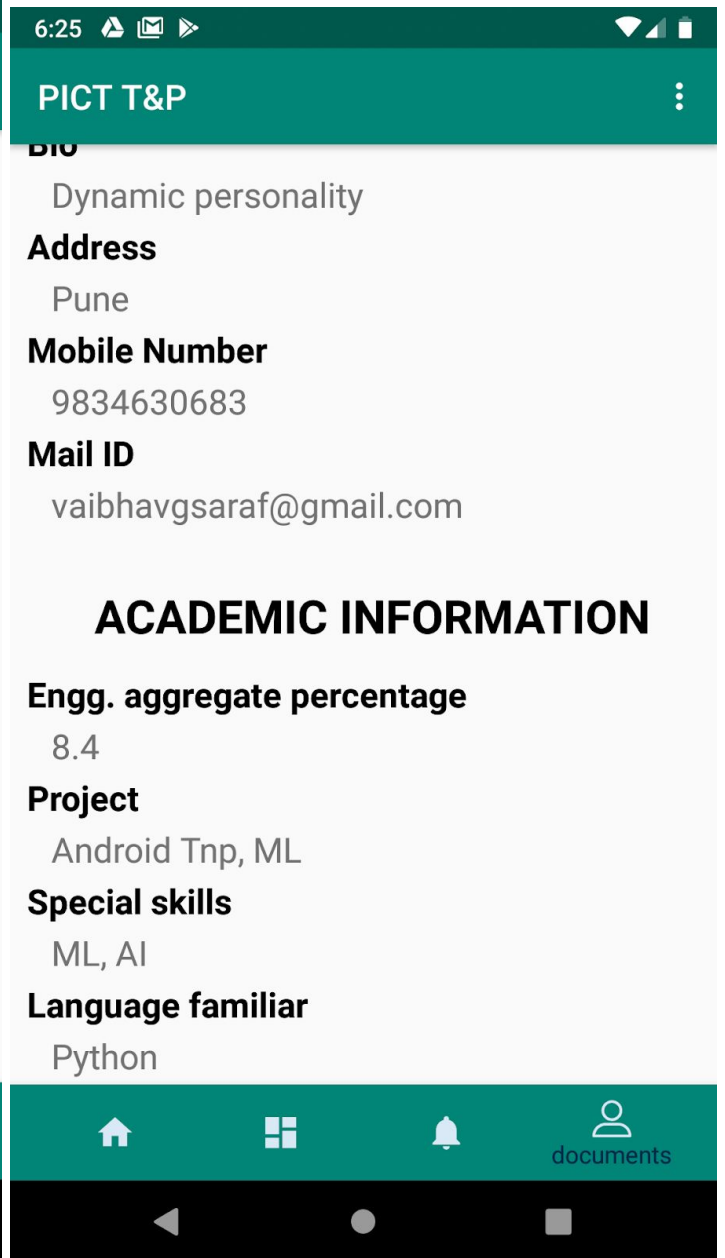 6:25
PICT T&P
Bio
Dynamic personality
Address
Pune
Mobile Number
9834630683
Mail ID
vaibhavgsaraf@gmail.com
ACADEMIC INFORMATION
Engg. aggregate percentage
8.4
Project
Android Tnp, ML
Special skills
ML, AI
Language familiar
Python
documents